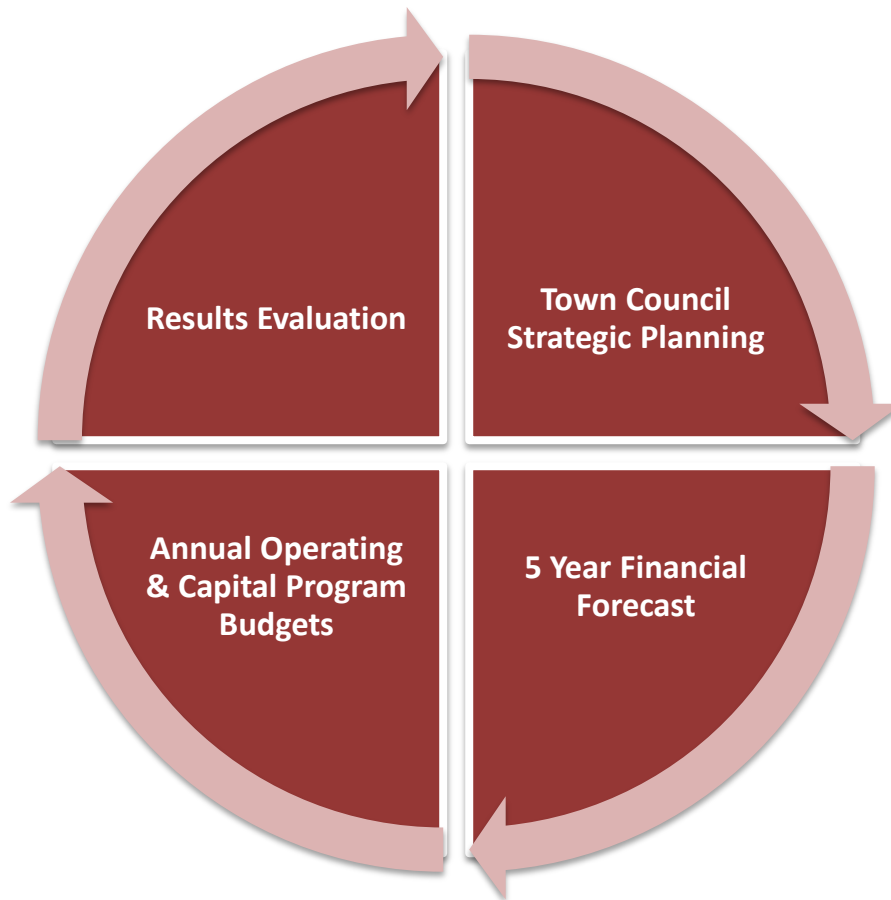 Results Evaluation
Town Council
Strategic Planning
Annual Operating
& Capital Program
Budgets
5 Year Financial
Forecast